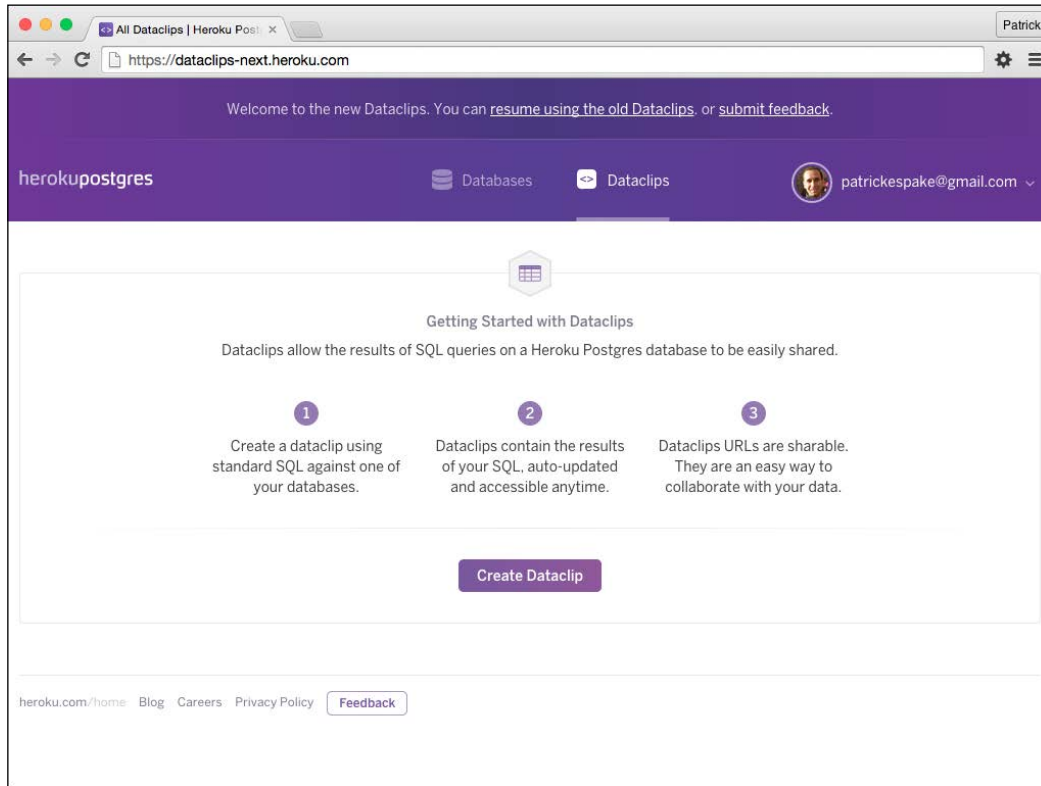 All Dataclips | Heroku Post
Patrick
https://dataclips-next.heroku.com
Welcome to the new Dataclips. You can resume using the old Dataclips. or submit feedback.
herokupostgres
Databases
<> Dataclips
patrickespake@gmail.com
Getting Started with Dataclips
Dataclips allow the results of SQL queries on a Heroku Postgres database to be easily shared.
1
Create a dataclip using
standard SQL against one of
your databases.
2
Dataclips contain the results
of your SQL, auto-updated
and accessible anytime.
3
Dataclips URLs are sharable.
They are an easy way to
collaborate with your data.
Create Dataclip
heroku.com/home Blog Careers Privacy Policy Feedback